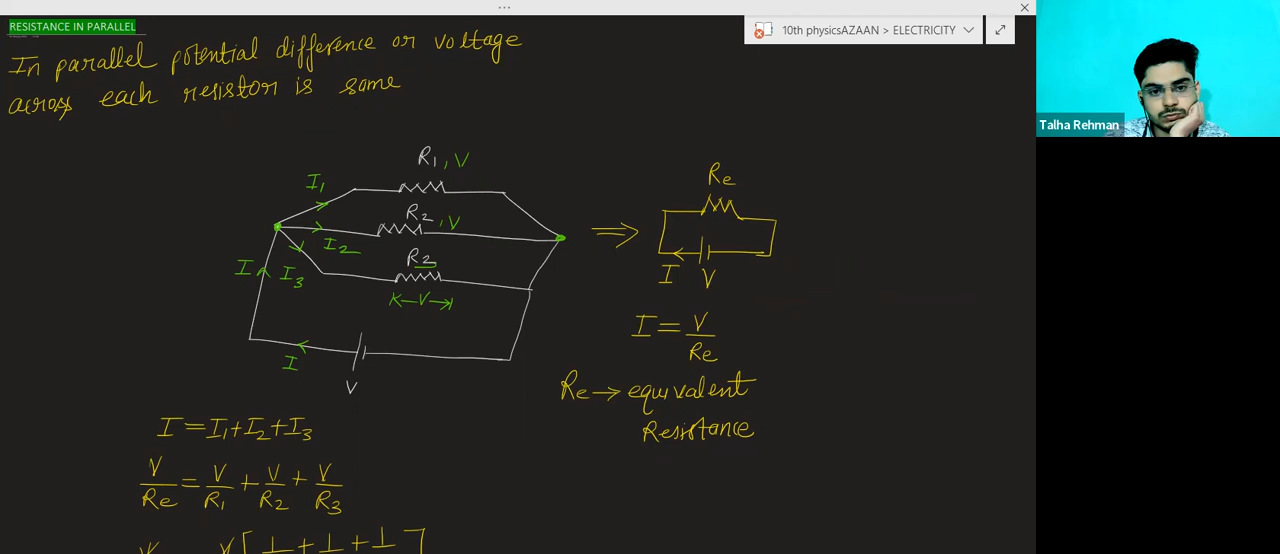 RESISTANCE IN PARALLEL
10th physicsAZAAN > ELECTRICITY
In parallel potential difference or voltage
across each resistor is same
Talha Rehman
R1, V
I1
R2, V
I2
I I3
R3
V
I
V
Re
I V
I = V/Re
Re → equivalent
Resistance
I = I1 + I2 + I3
V/Re = V/R1 + V/R2 + V/R3